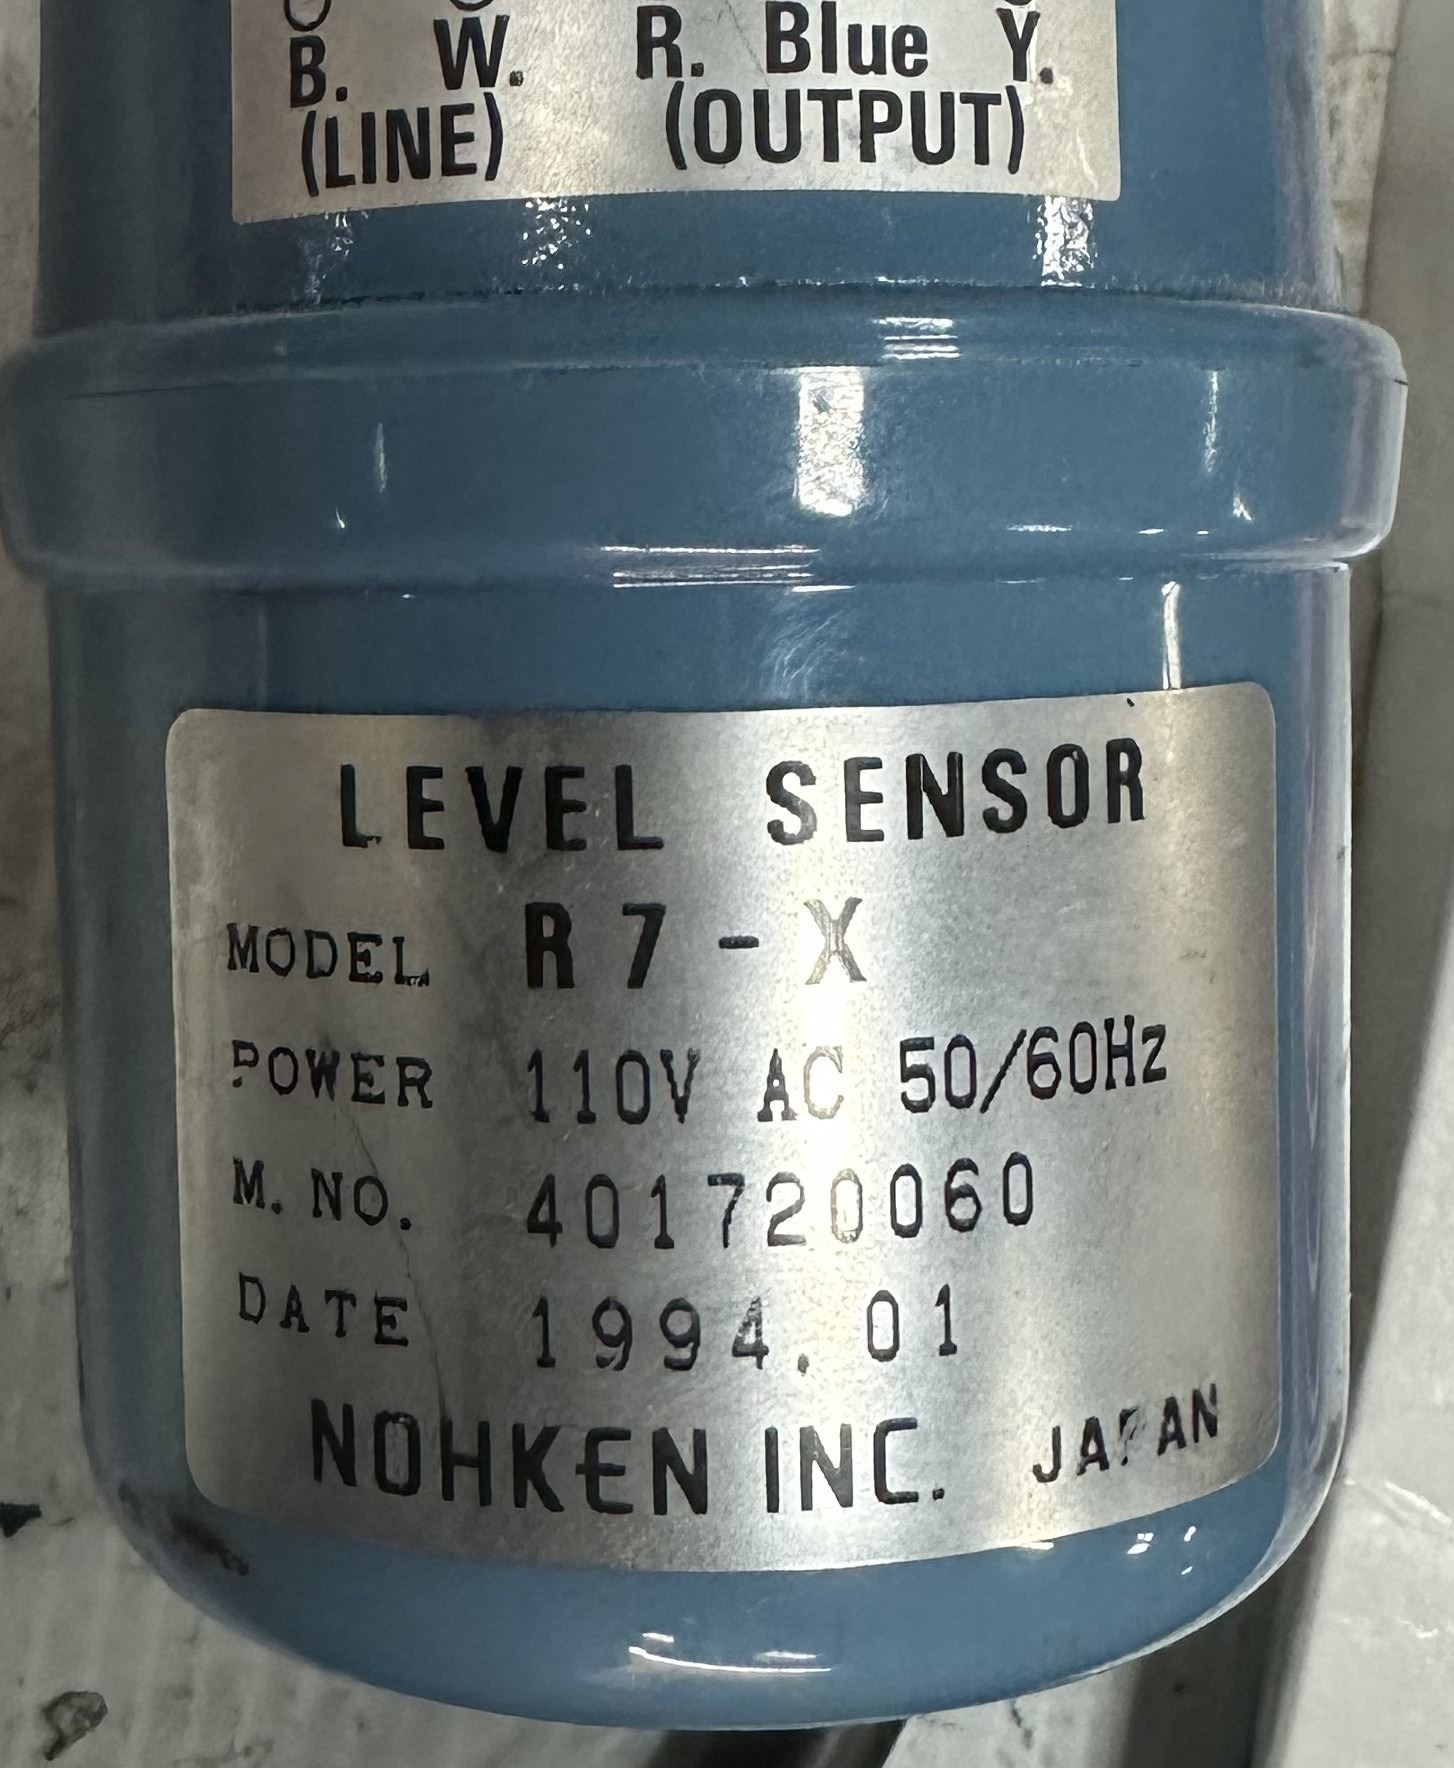 B. W. R. Blue Y.
(LINE) (OUTPUT)
LEVEL SENSOR
MODEL R7-X
POWER 110V AC 50/60Hz
M. NO. 401720060
DATE 1994.01
NOHKEN INC. JAPAN